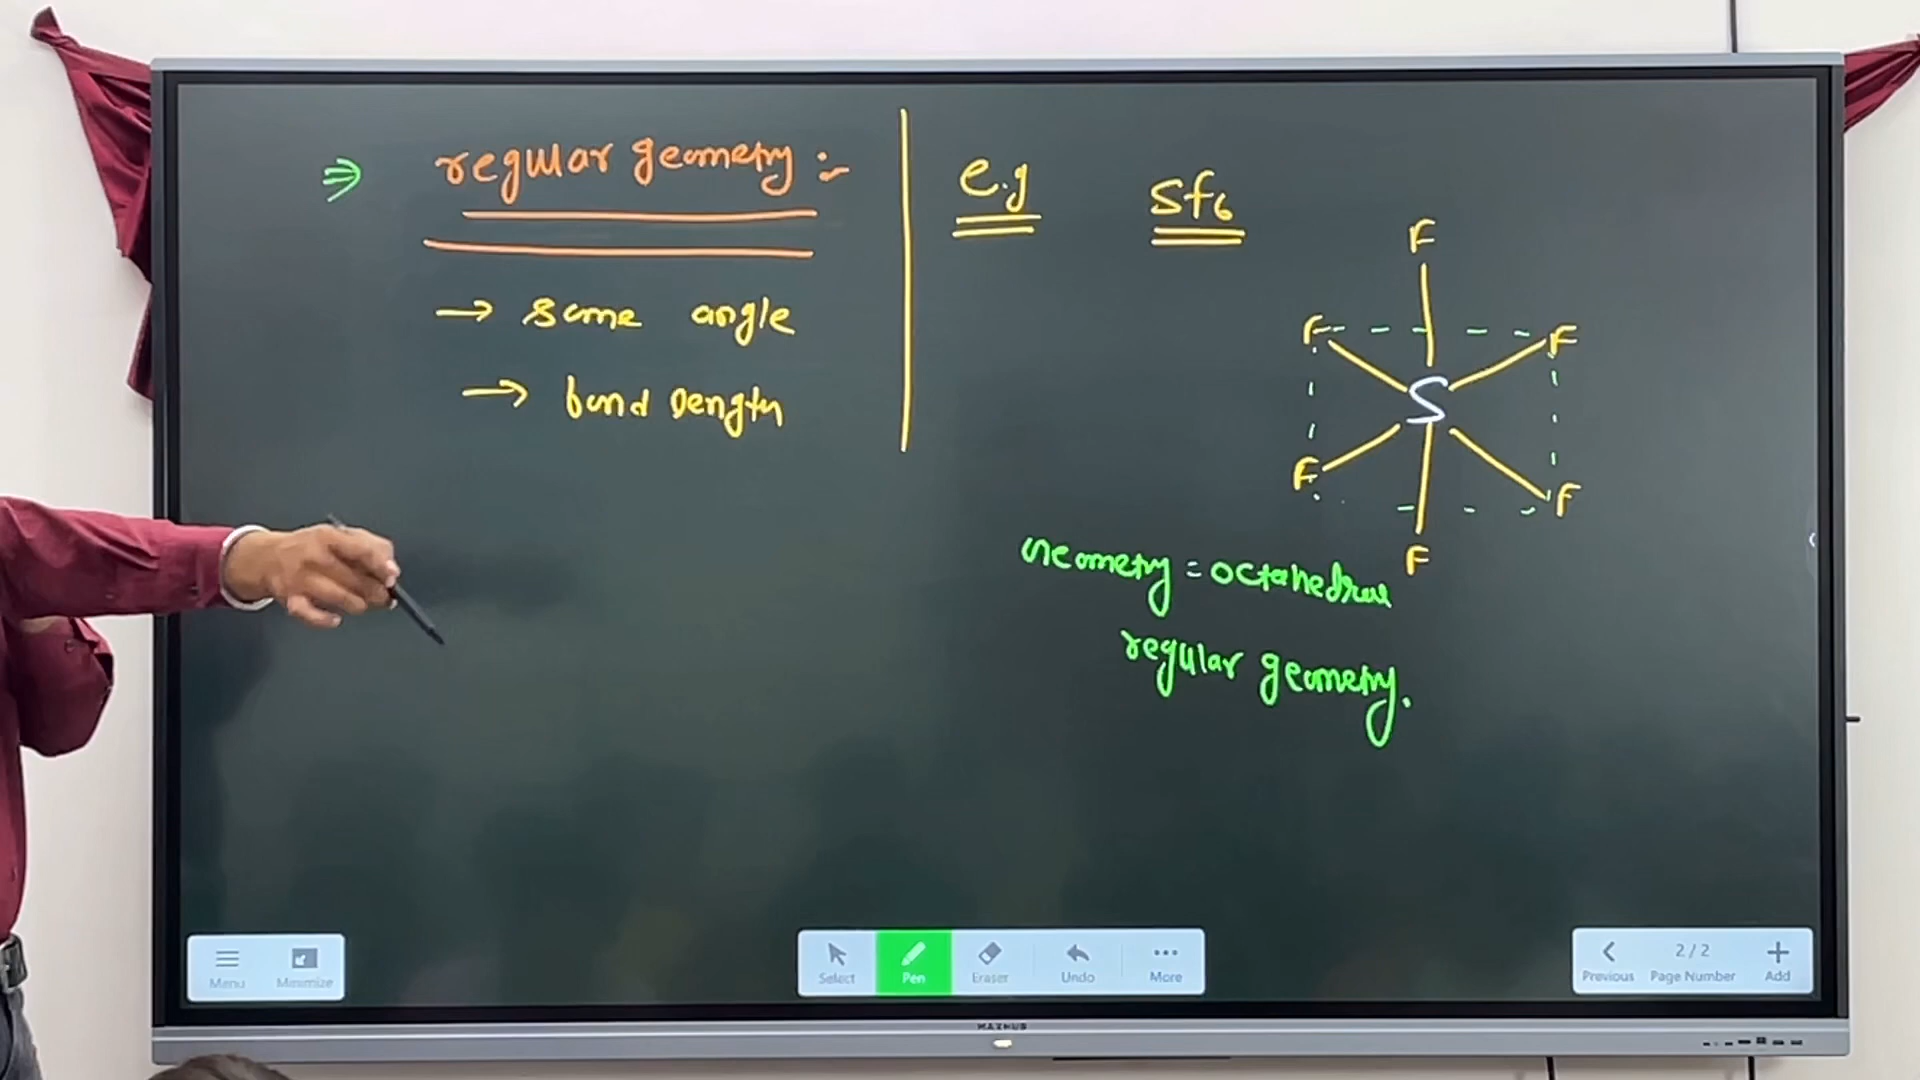 ⇒ regular geometry :-
→ same angle
→ bond length
e.g SF6
F
F F
S
F F
F
Geometry = octahedral
regular geometry.
Menu Minimize
Select Pen Eraser Undo More
Previous 2 / 2 Page Number Add
MAXHUB